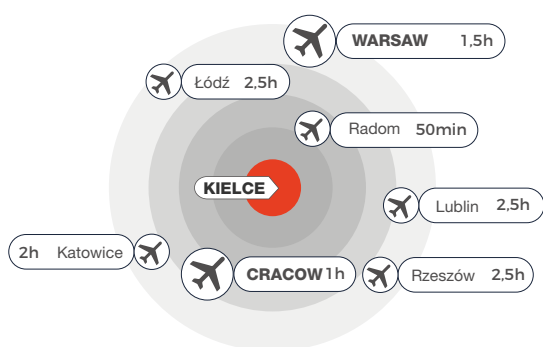 WARSAW 1,5h
Łódź 2,5h
Radom 50min
KIELCE
Lublin 2,5h
2h Katowice
CRACOW 1h
Rzeszów 2,5h